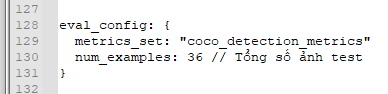 127
128 eval_config: {
129   metrics_set: "coco_detection_metrics"
130   num_examples: 36 // Tổng số ảnh test
131 }
132